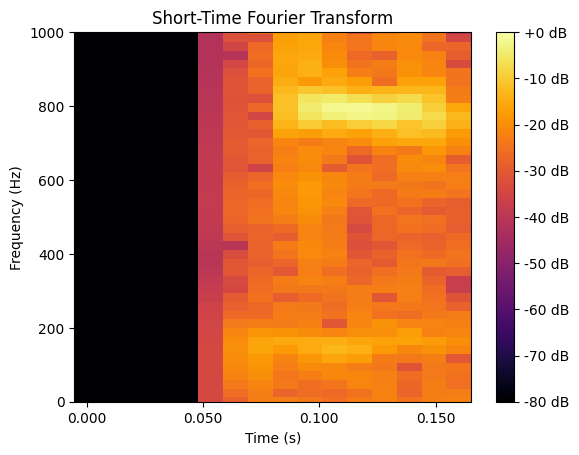 Short-Time Fourier Transform
1000
800
600
400
200
0
Frequency (Hz)
0.000
0.050
0.100
0.150
Time (s)
+0 dB
-10 dB
-20 dB
-30 dB
-40 dB
-50 dB
-60 dB
-70 dB
-80 dB